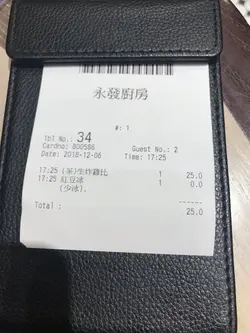 永發廚房
#: 1
Tbl No.: 34
Cardno: 800586 Guest No.: 2
Date: 2018-12-06 Time: 17:25
17:25 (茶)生炸雞比 1 25.0
17:25 紅豆冰 1 0.0
(少冰).
Total : 25.0